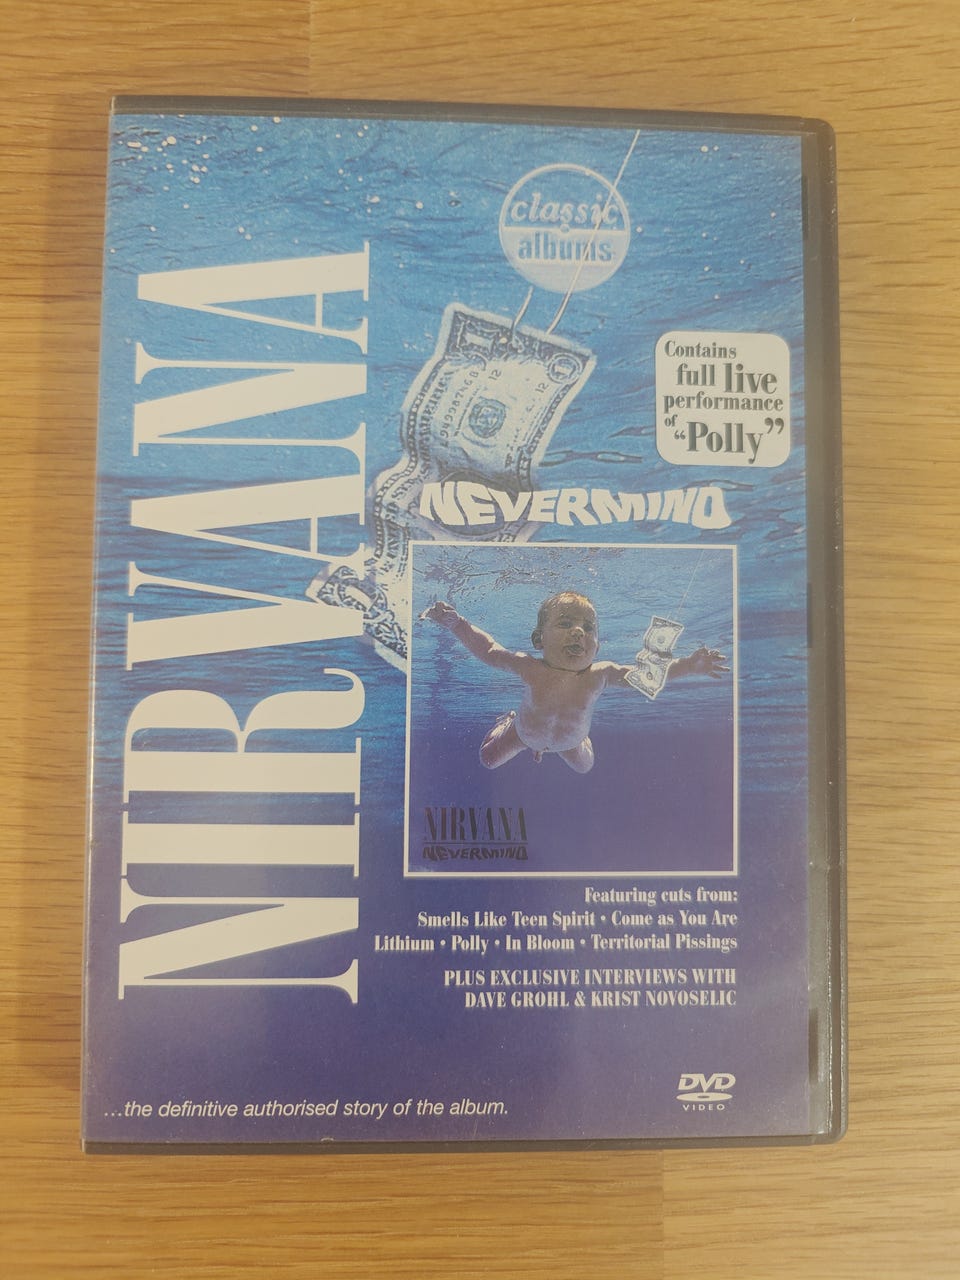 classic
albums
NIRVANA
Contains
full live
performance
of "Polly"
NEVERMIND
NIRVANA
NEVERMIND
Featuring cuts from:
Smells Like Teen Spirit • Come as You Are
Lithium • Polly • In Bloom • Territorial Pissings
PLUS EXCLUSIVE INTERVIEWS WITH
DAVE GROHL & KRIST NOVOSELIC
...the definitive authorised story of the album.
DVD
VIDEO